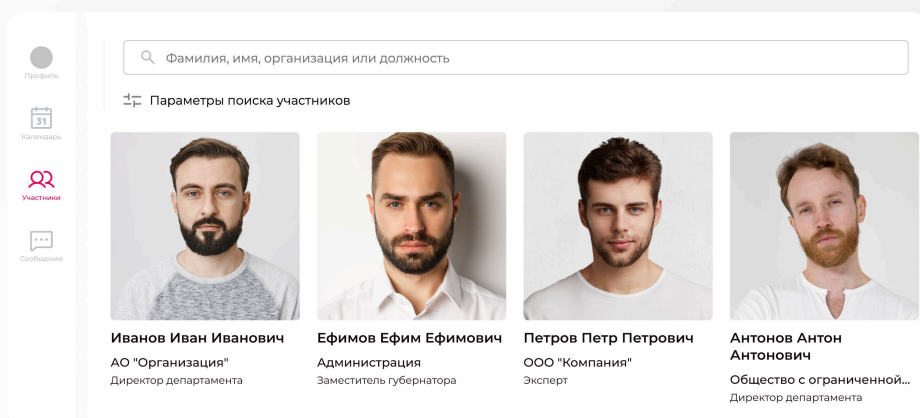 Фамилия, имя, организация или должность
Профиль
Параметры поиска участников
31
Календарь
Участники
Сообщения
Иванов Иван Иванович
АО "Организация"
Директор департамента
Ефимов Ефим Ефимович
Администрация
Заместитель губернатора
Петров Петр Петрович
ООО "Компания"
Эксперт
Антонов Антон
Антонович
Общество с ограниченной...
Директор департамента